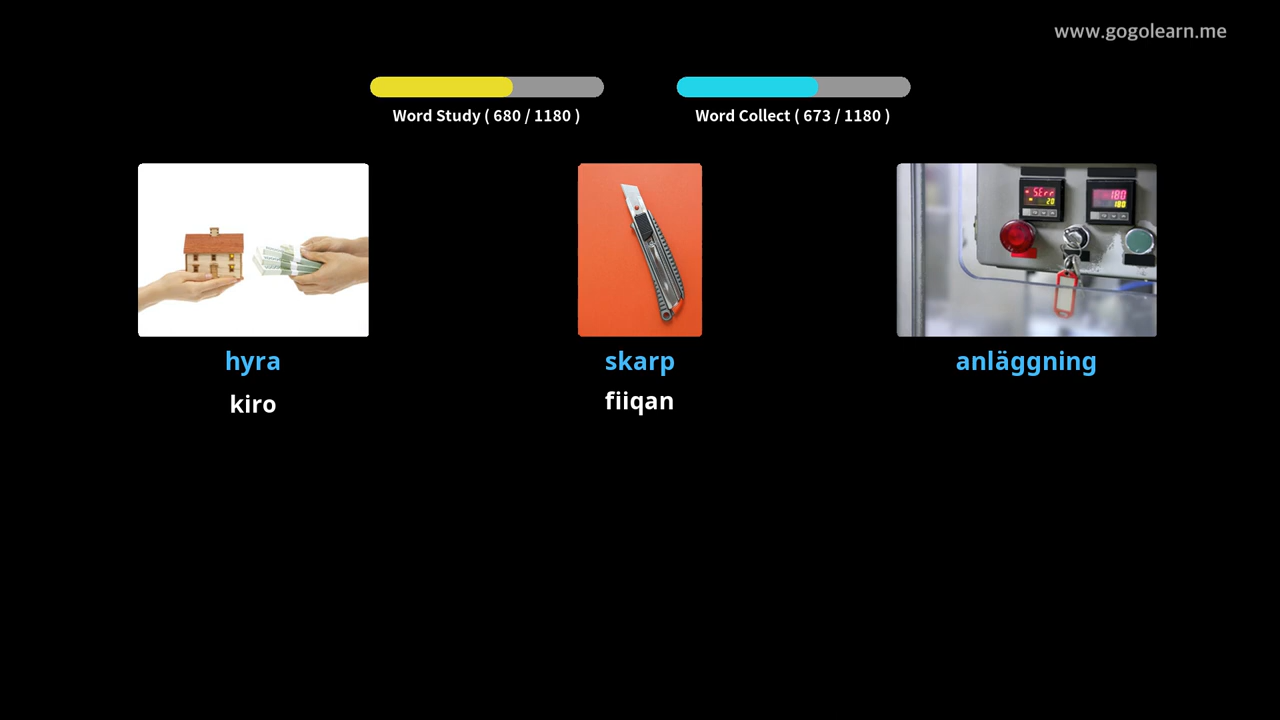 www.gogolearn.me
Word Study ( 680 / 1180 )
Word Collect ( 673 / 1180 )
hyra
skarp
anläggning
kiro
fiiqan